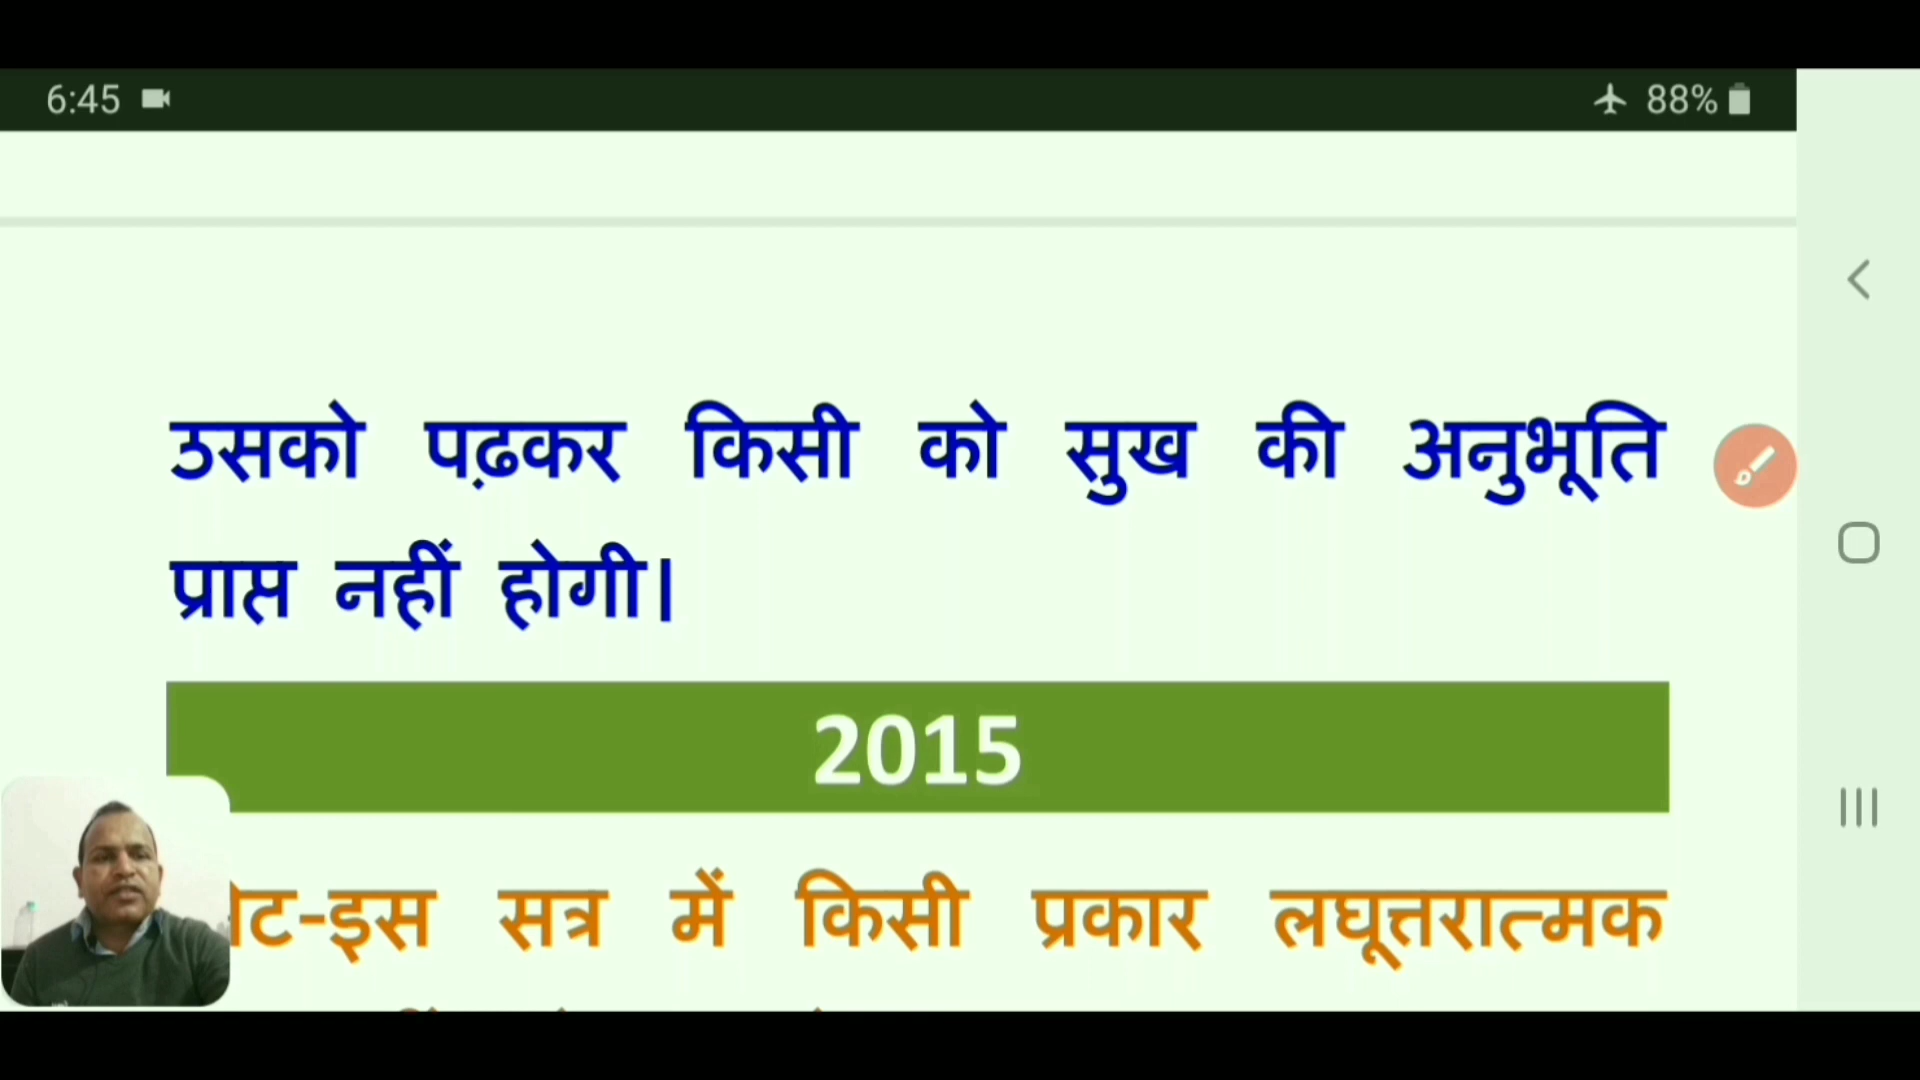 6:45 88%
उसको पढ़कर किसी को सुख की अनुभूति
प्राप्त नहीं होगी।
2015
-इस सत्र में किसी प्रकार लघूत्तरात्मक